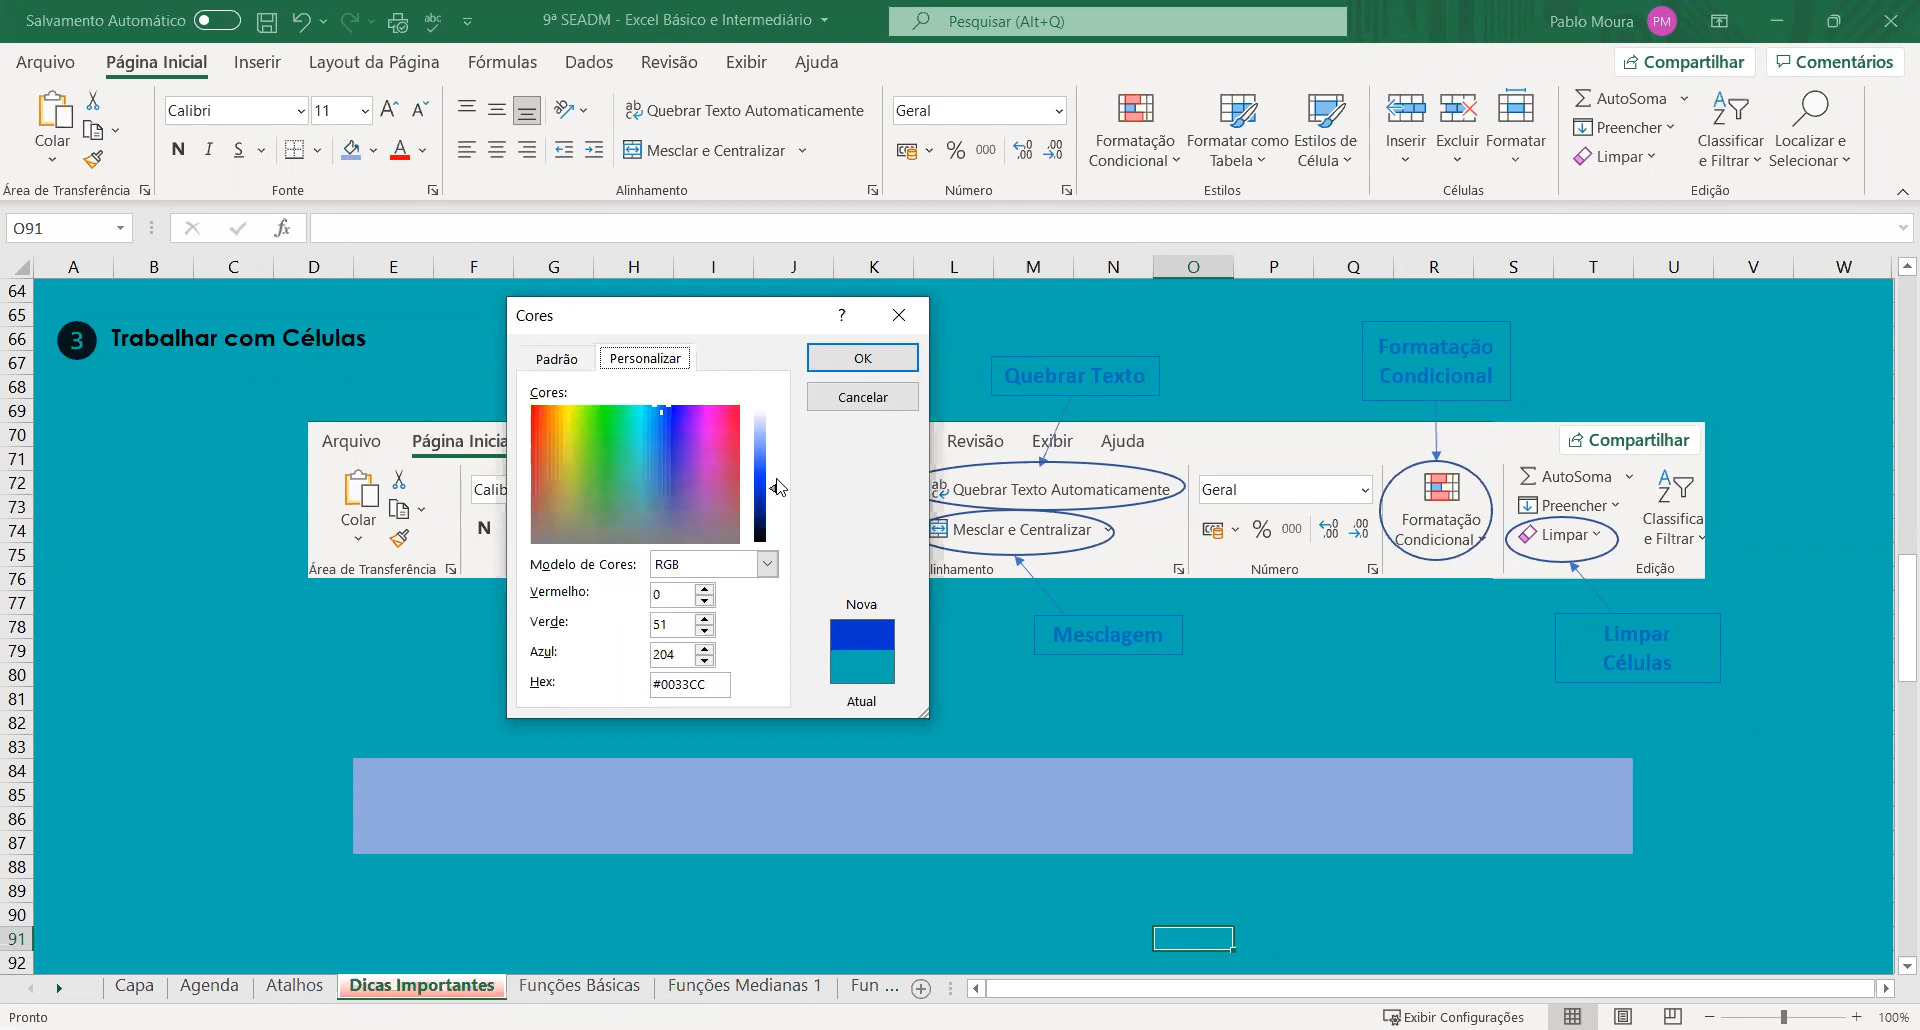 Salvamento Automático
9ª SEADM - Excel Básico e Intermediário
Pesquisar (Alt+Q)
Pablo Moura PM
Arquivo Página Inicial Inserir Layout da Página Fórmulas Dados Revisão Exibir Ajuda
Compartilhar Comentários
Colar
Área de Transferência
Calibri 11
N I S
Fonte
Quebrar Texto Automaticamente
Mesclar e Centralizar
Alinhamento
Geral
% 000
Número
Formatação
Condicional
Formatar como
Tabela
Estilos de
Célula
Estilos
Inserir Excluir Formatar
Células
AutoSoma
Preencher
Limpar
Classificar
e Filtrar
Localizar e
Selecionar
Edição
O91
fx
A B C D E F G H I J K L M N O P Q R S T U V W
64
65
66
67
68
69
70
71
72
73
74
75
76
77
78
79
80
81
82
83
84
85
86
87
88
89
90
91
92
3 Trabalhar com Células
Quebrar Texto
Formatação
Condicional
Arquivo Página Inicia
Revisão Exibir Ajuda
Compartilhar
Colar
Calib
N
Área de Transferência
Quebrar Texto Automaticamente
Mesclar e Centralizar
linhamento
Geral
% 000
Número
Formatação
Condicional
AutoSoma
Preencher
Limpar
Classifica
e Filtrar
Edição
Mesclagem
Limpar
Células
Cores
?
Padrão Personalizar
OK
Cancelar
Cores:
Modelo de Cores: RGB
Vermelho: 0
Verde: 51
Azul: 204
Hex: #0033CC
Nova
Atual
Capa Agenda Atalhos Dicas Importantes Funções Básicas Funções Medianas 1 Fun ...
Pronto
Exibir Configurações
100%